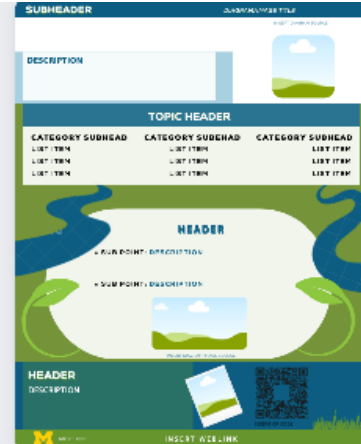 SUBHEADER
DESCRIPTION
TOPIC HEADER
CATEGORY SUBHEAD CATEGORY SUBEHAD CATEGORY SUBHEAD
LIST ITEM LIST ITEM LIST ITEM
LIST ITEM LIST ITEM LIST ITEM
LIST ITEM LIST ITEM LIST ITEM
HEADER
• SUB POINT: DESCRIPTION
• SUB POINT: DESCRIPTION
HEADER
DESCRIPTION
M
INSERT WEB LINK